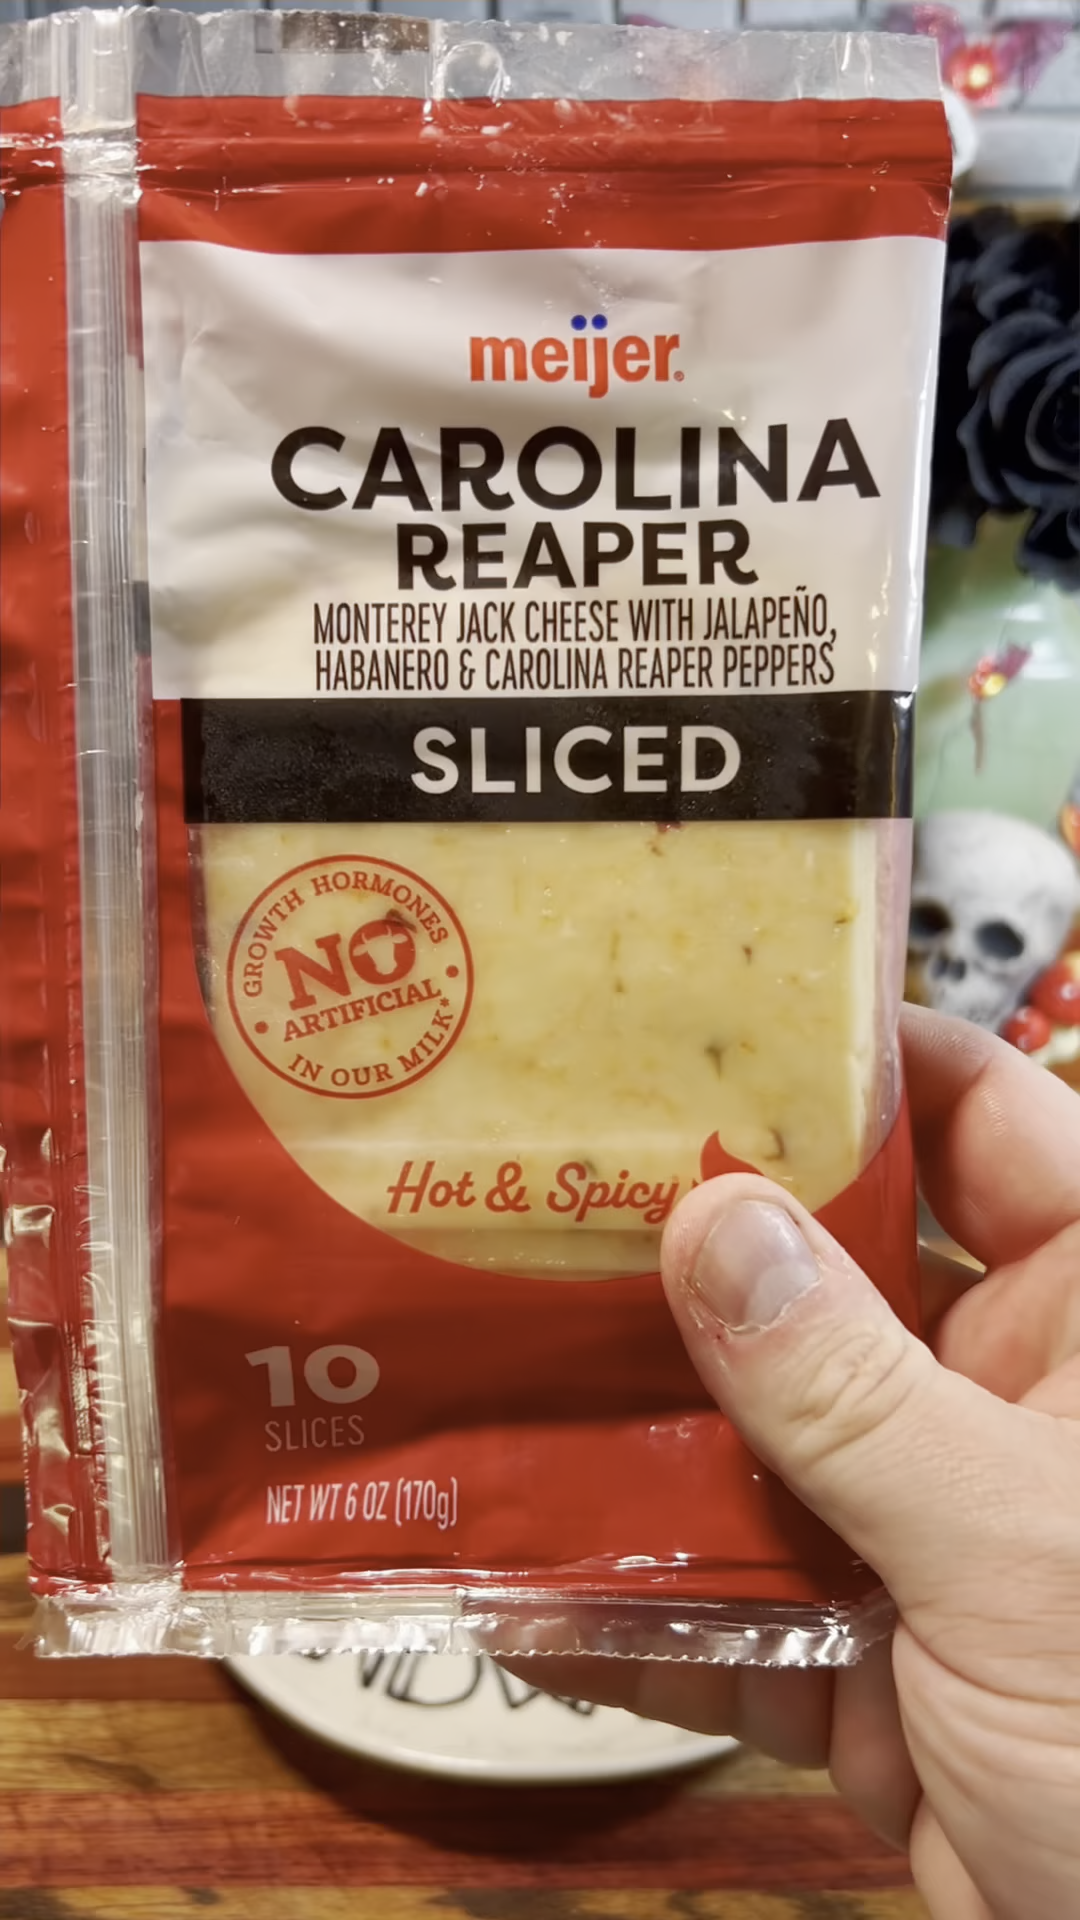 meijer®
CAROLINA
REAPER
MONTEREY JACK CHEESE WITH JALAPEÑO,
HABANERO & CAROLINA REAPER PEPPERS
SLICED
GROWTH HORMONES
NO
ARTIFICIAL
IN OUR MILK*
Hot & Spicy
10
SLICES
NET WT 6 OZ (170g)